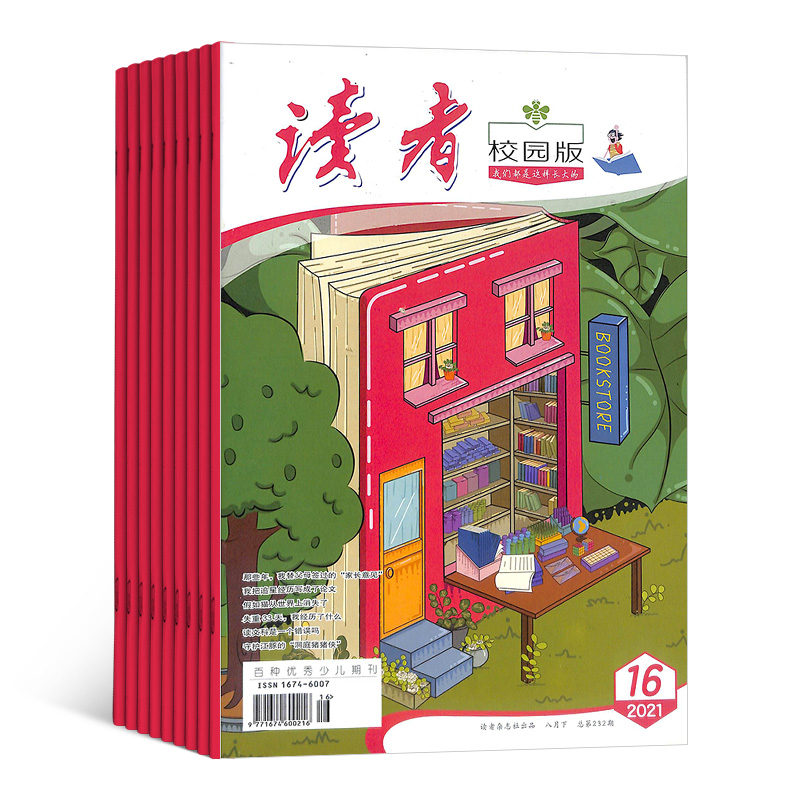 读者
校园版
我们都是这样长大的
BOOKSTORE
那些年，我替父母签过的“家长意见”
我把追星经历写成了论文
假如猫从世界上消失了
失重33天，我经历了什么
读文科是一个错误吗
守护江豚的“洞庭猪猪侠”
百种优秀少儿期刊
ISSN 1674-6007
16>
9 771674 600216
16
2021
读者杂志社出品 八月下 总第232期